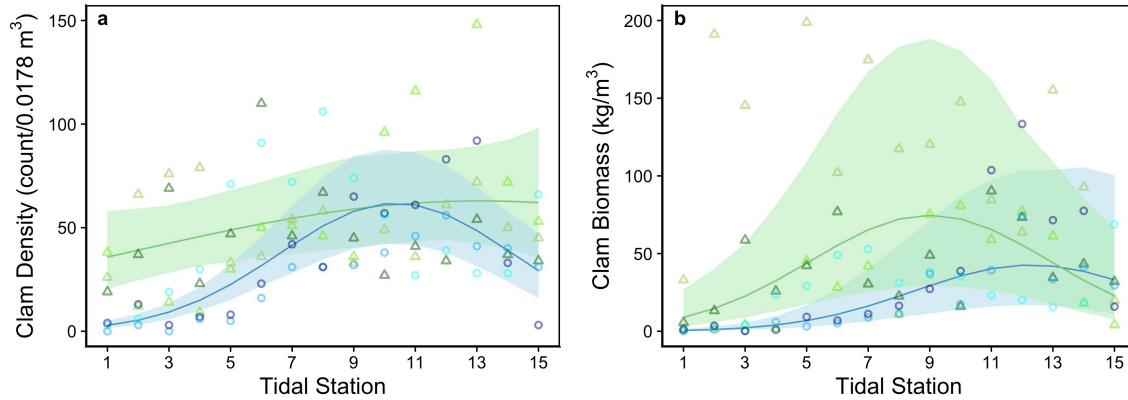 a
150
100
50
0
Clam Density (count/0.0178 m³)
1 3 5 7 9 11 13 15
Tidal Station
b
200
150
100
50
0
Clam Biomass (kg/m³)
1 3 5 7 9 11 13 15
Tidal Station